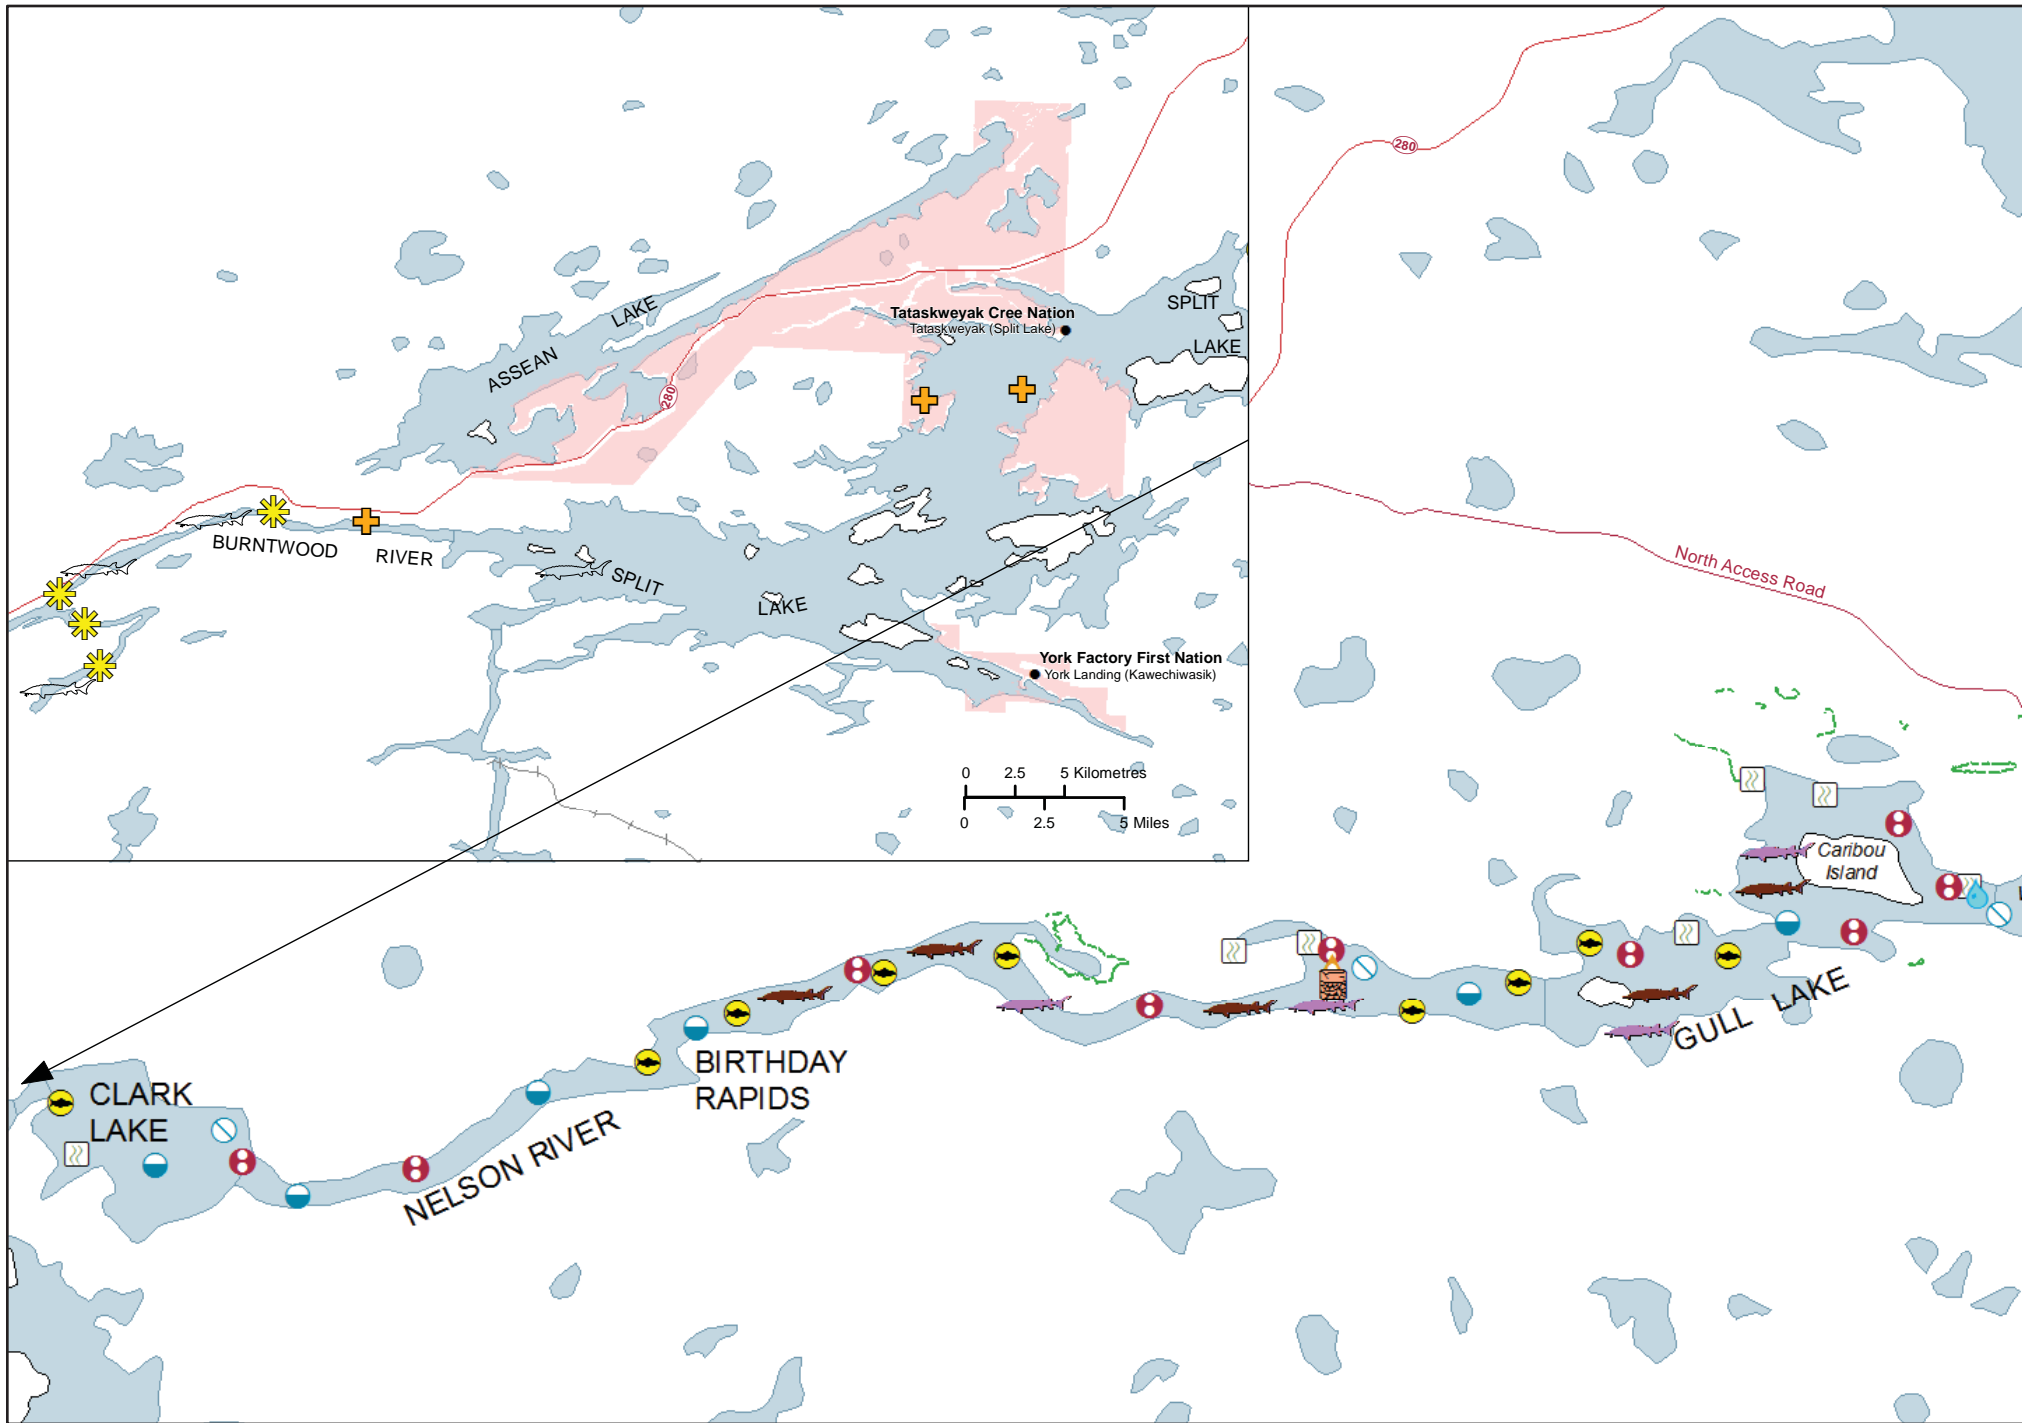 280
ASSEAN
LAKE
Tataskweyak Cree Nation
Tataskweyak (Split Lake)
SPLIT
LAKE
280
BURNTWOOD
RIVER
SPLIT
LAKE
North Access Road
York Factory First Nation
York Landing (Kawechiwasik)
0 2.5 5 Kilometres
0 2.5 5 Miles
Caribou
Island
GULL LAKE
BIRTHDAY
RAPIDS
CLARK
LAKE
NELSON RIVER